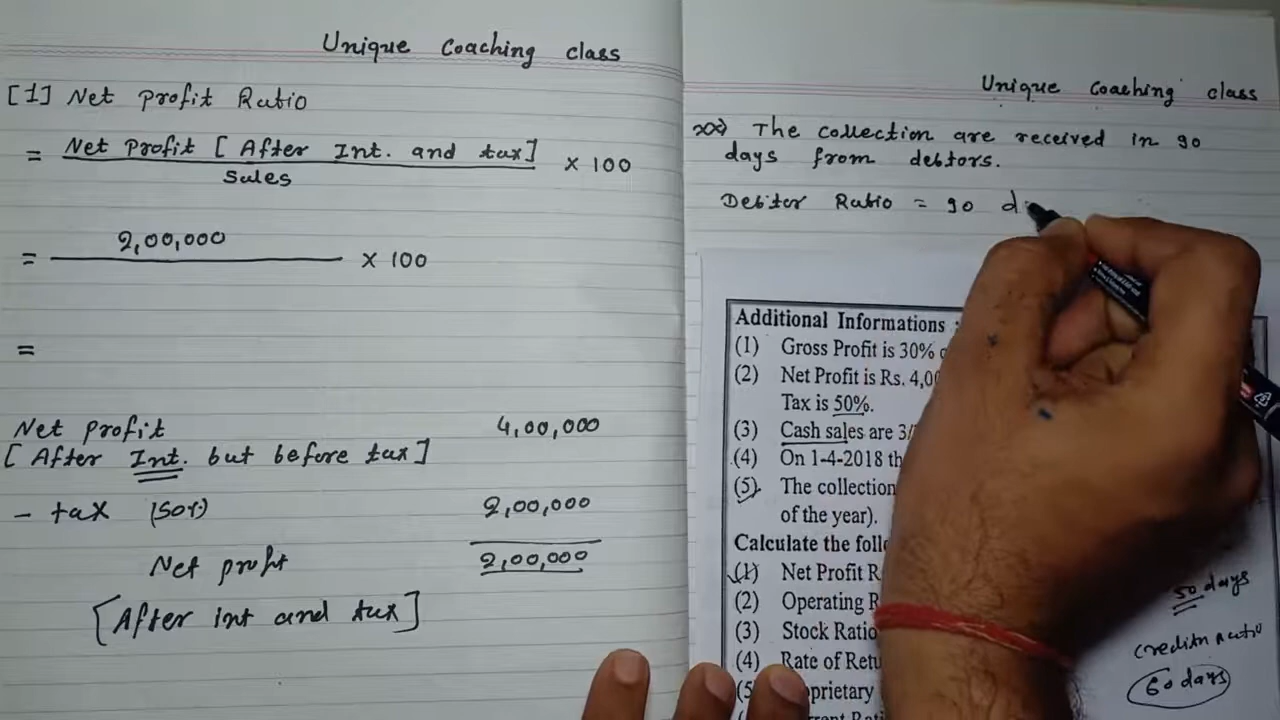 Unique Coaching class
[1] Net Profit Ratio
= Net Profit [After Int. and tax] × 100
Sales
= 2,00,000 × 100
=
Net Profit 4,00,000
[After Int. but before tax]
- tax (50%) 2,00,000
Net profit 2,00,000
[After int and tax]
Unique Coaching class
The collection are received in 90
days from debtors.
Debtor Ratio = 90 d
Additional Informations :
(1) Gross Profit is 30%
(2) Net Profit is Rs. 4,00
Tax is 50%.
(3) Cash sales are 3/
(4) On 1-4-2018 th
(5) The collection
of the year).
Calculate the foll
(1) Net Profit R
(2) Operating R
(3) Stock Ratio
(4) Rate of Retu
(5 oprietary
rrent Rati
50 days
creditn ratio
60 days